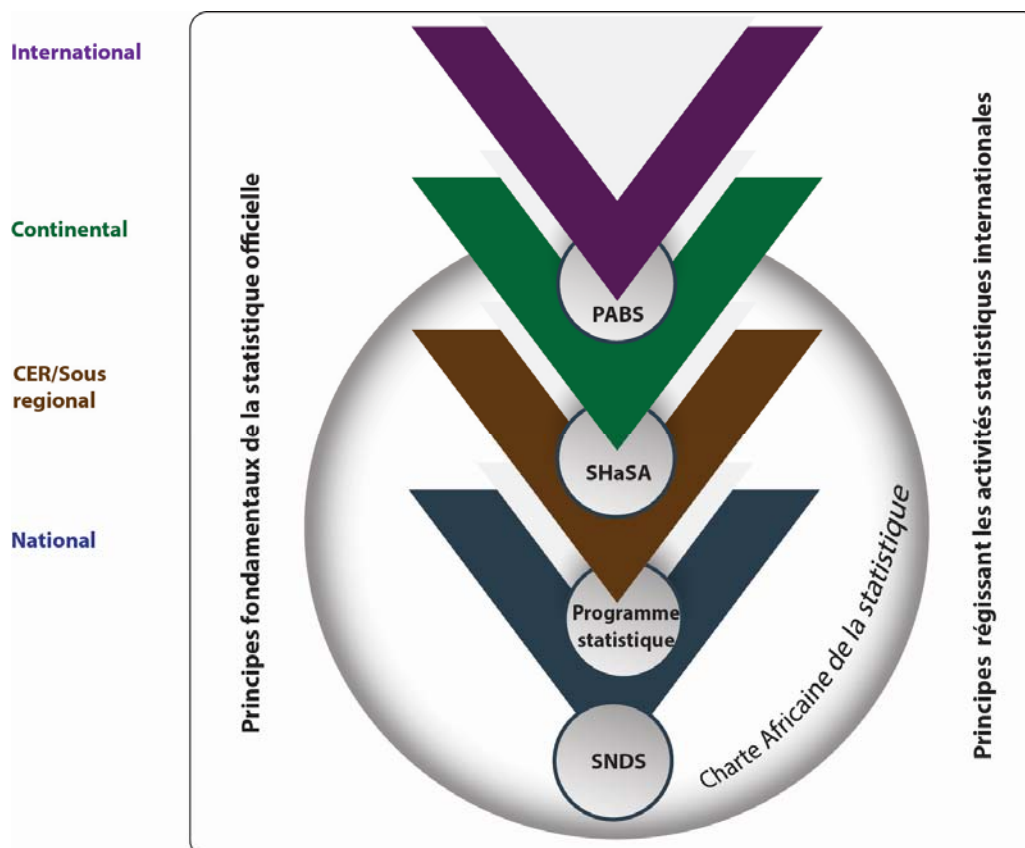 International
Continental
CER/Sous
regional
National
Principes fondamentaux de la statistique officielle
PABS
SHaSA
Programme
statistique
SNDS
Charte Africaine de la statistique
Principes régissant les activités statistiques internationales